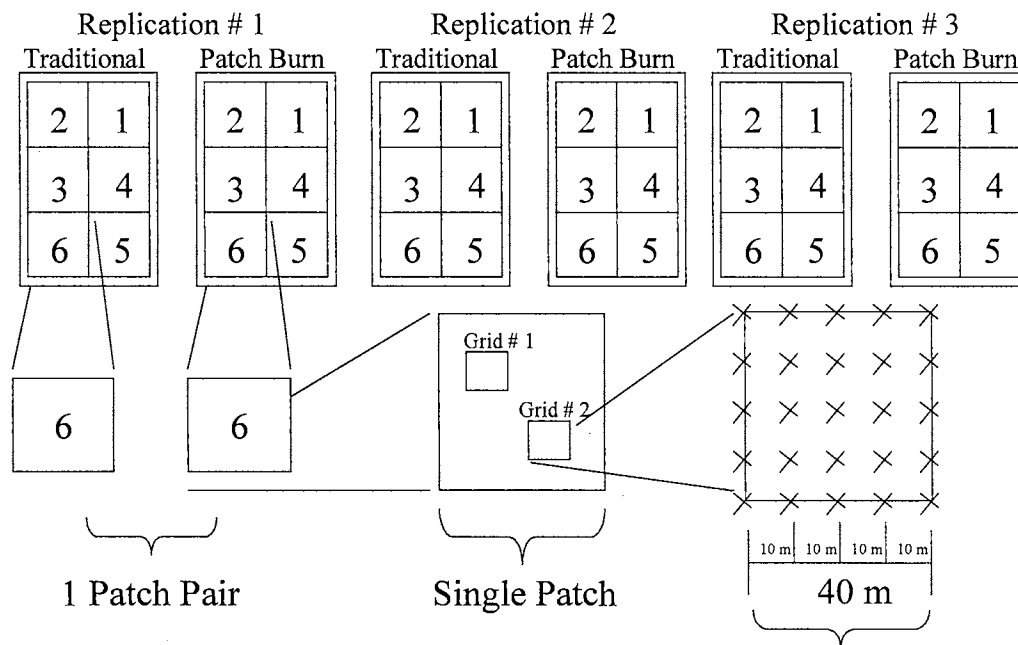 Replication # 1 Replication # 2 Replication # 3
Traditional Patch Burn Traditional Patch Burn Traditional Patch Burn
2 1 2 1 2 1 2 1 2 1 2 1
3 4 3 4 3 4 3 4 3 4 3 4
6 5 6 5 6 5 6 5 6 5 6 5
Grid # 1
6 6
Grid # 2
10 m 10 m 10 m 10 m
1 Patch Pair Single Patch 40 m